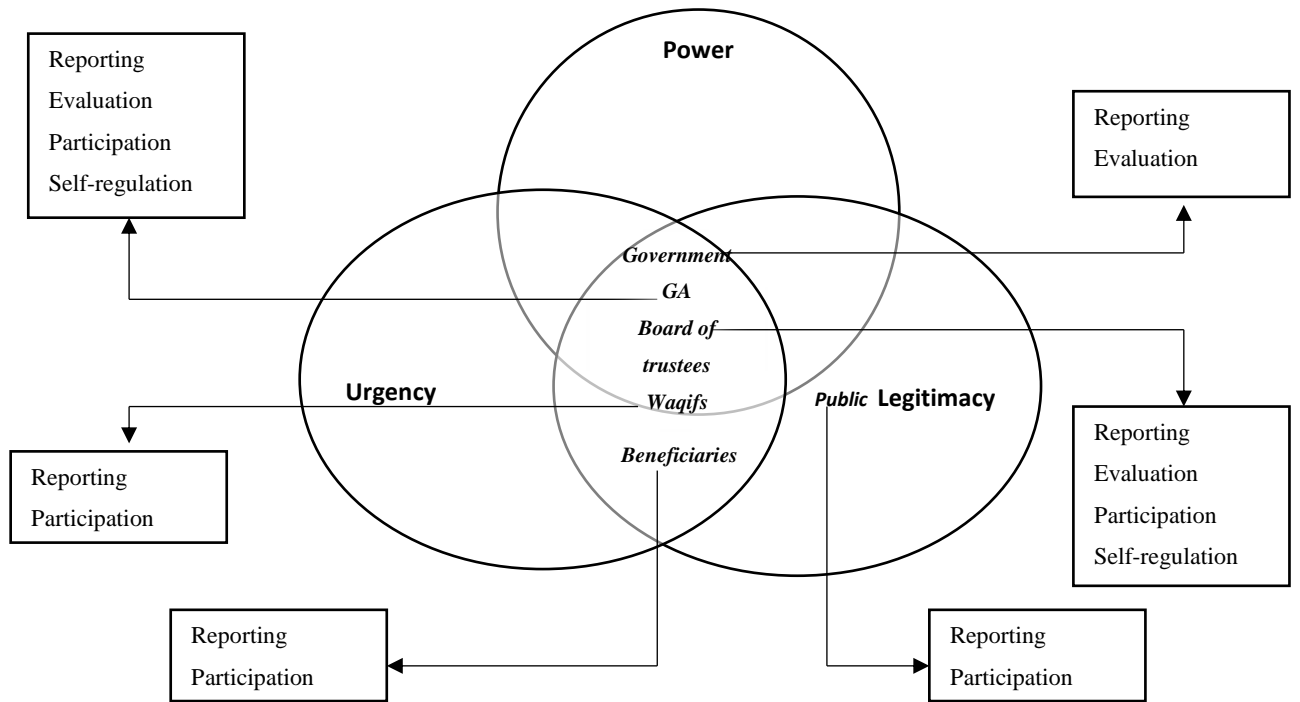 Power
Reporting
Evaluation
Participation
Self-regulation
Reporting
Evaluation
Government
GA
Board of
trustees
Urgency
Waqifs
Public
Legitimacy
Beneficiaries
Reporting
Participation
Reporting
Evaluation
Participation
Self-regulation
Reporting
Participation
Reporting
Participation